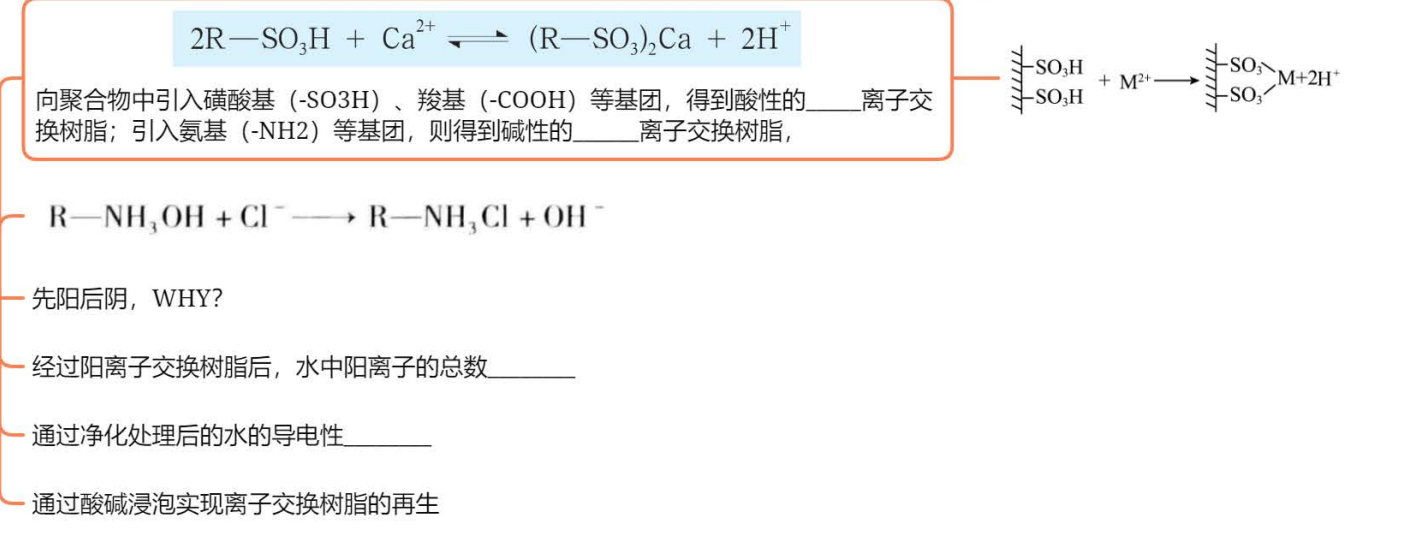 2R—SO₃H + Ca²⁺ ⇌ (R—SO₃)₂Ca + 2H⁺
向聚合物中引入磺酸基（-SO3H）、羧基（-COOH）等基团，得到酸性的_____离子交
换树脂；引入氨基（-NH2）等基团，则得到碱性的______离子交换树脂，
-SO₃H
-SO₃H
+ M²⁺ →
-SO₃
-SO₃
M+2H⁺
R—NH₃OH + Cl⁻ → R—NH₃Cl + OH⁻
先阳后阴，WHY？
经过阳离子交换树脂后，水中阳离子的总数________
通过净化处理后的水的导电性________
通过酸碱浸泡实现离子交换树脂的再生